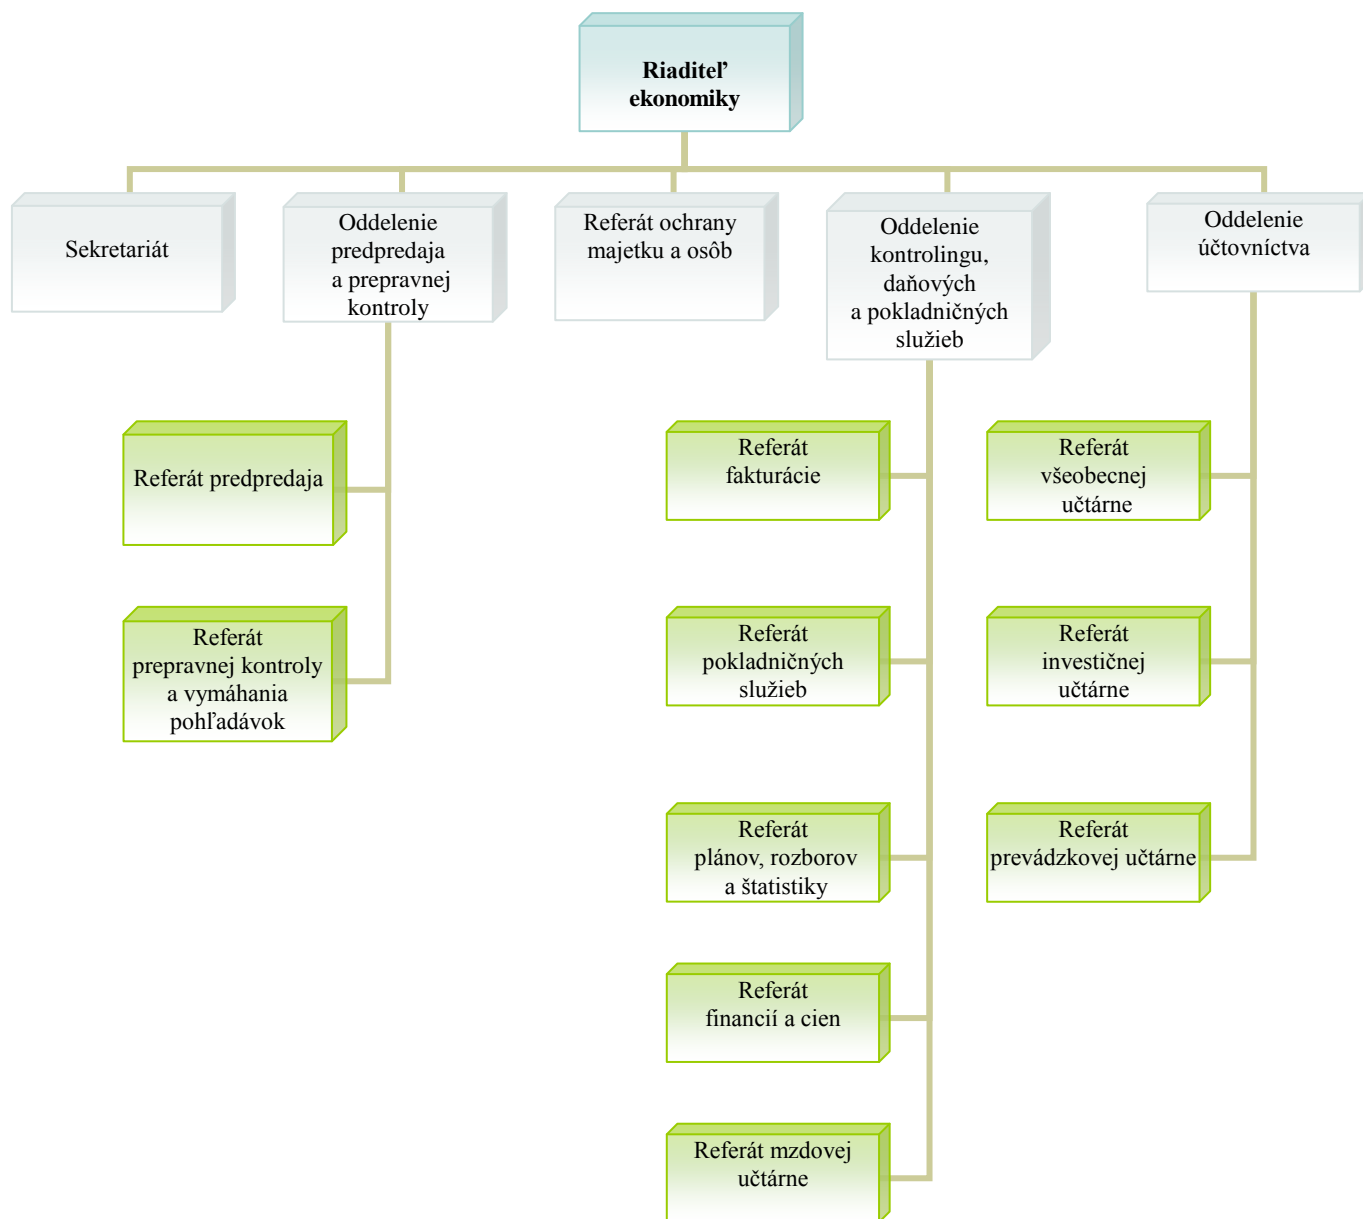 Riaditeľ
ekonomiky
Sekretariát
Oddelenie
predpredaja
a prepravnej
kontroly
Referát ochrany
majetku a osôb
Oddelenie
kontrolingu,
daňových
a pokladničných
služieb
Oddelenie
účtovníctva
Referát predpredaja
Referát
prepravnej kontroly
a vymáhania
pohľadávok
Referát
fakturácie
Referát
pokladničných
služieb
Referát
plánov, rozborov
a štatistiky
Referát
financií a cien
Referát mzdovej
učtárne
Referát
všeobecnej
učtárne
Referát
investičnej
učtárne
Referát
prevádzkovej učtárne